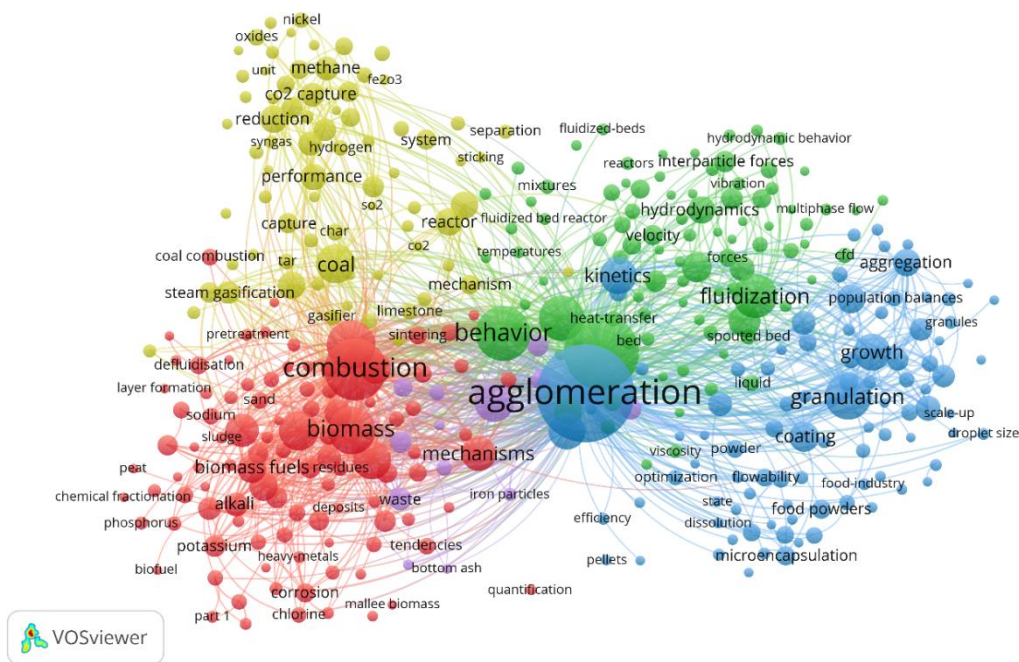 nickel
oxides
unit
methane
fe2o3
co2 capture
reduction
syngas
hydrogen
system
separation
sticking
fluidized-beds
hydrodynamic behavior
performance
so2
mixtures
reactors
interparticle forces
vibration
capture
char
reactor
fluidized bed reactor
hydrodynamics
multiphase flow
coal combustion
tar
coal
co2
temperatures
velocity
forces
cfd
aggregation
steam gasification
mechanism
kinetics
fluidization
population balances
gasifier
limestone
heat-transfer
granules
pretreatment
sintering
behavior
bed
spouted bed
growth
defluidisation
combustion
layer formation
sand
agglomeration
liquid
granulation
sodium
sludge
biomass
coating
scale-up
droplet size
peat
biomass fuels
residues
mechanisms
viscosity
powder
optimization
flowability
food-industry
chemical fractionation
alkali
deposits
waste
iron particles
state
food powders
phosphorus
efficiency
dissolution
potassium
heavy-metals
tendencies
pellets
microencapsulation
biofuel
bottom ash
corrosion
quantification
part 1
chlorine
mallee biomass
VOSviewer